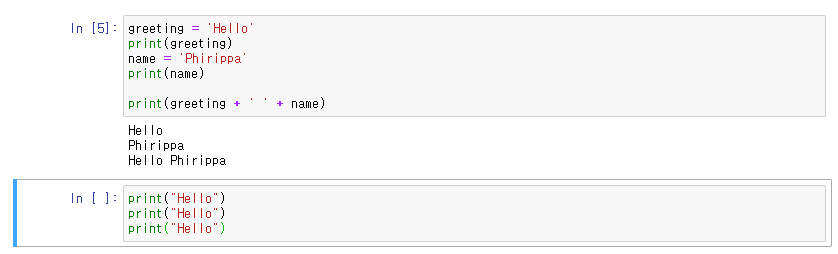 In [5]: greeting = 'Hello'
print(greeting)
name = 'Phirippa'
print(name)
print(greeting + ' ' + name)
Hello
Phirippa
Hello Phirippa
In [ ]: print("Hello")
print("Hello")
print("Hello")